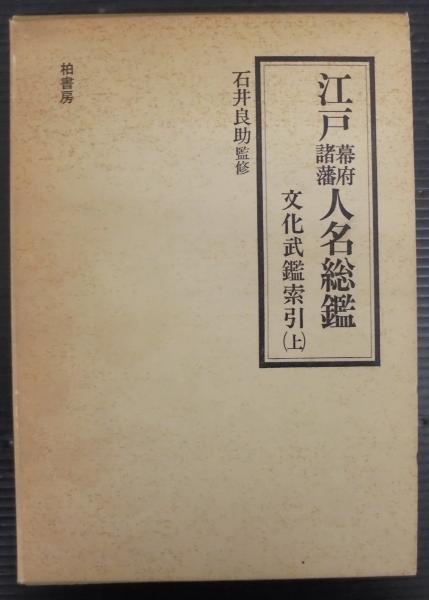 江戸幕府諸藩人名総鑑
文化武鑑索引(上)
石井良助監修
柏書房